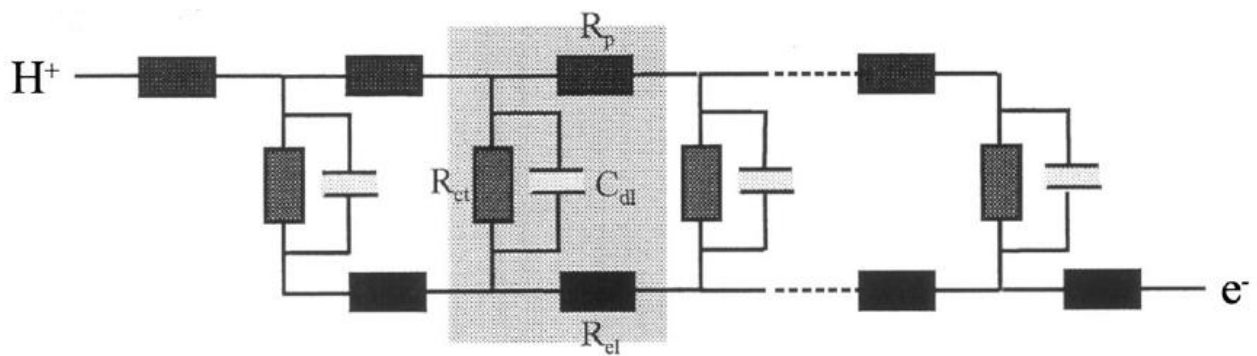 R_p
H⁺
R_ct
C_dl
e⁻
R_el